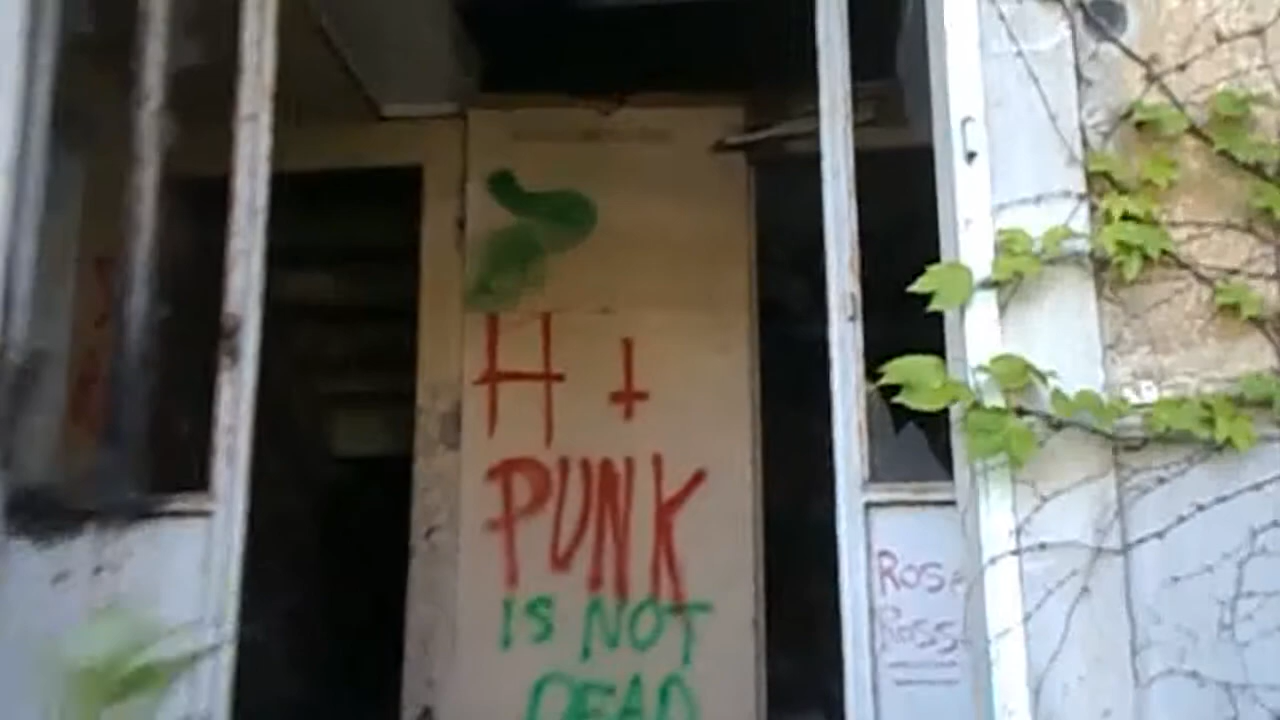 H +
PUNK
IS NOT
DEAD
ROSA
ROSS